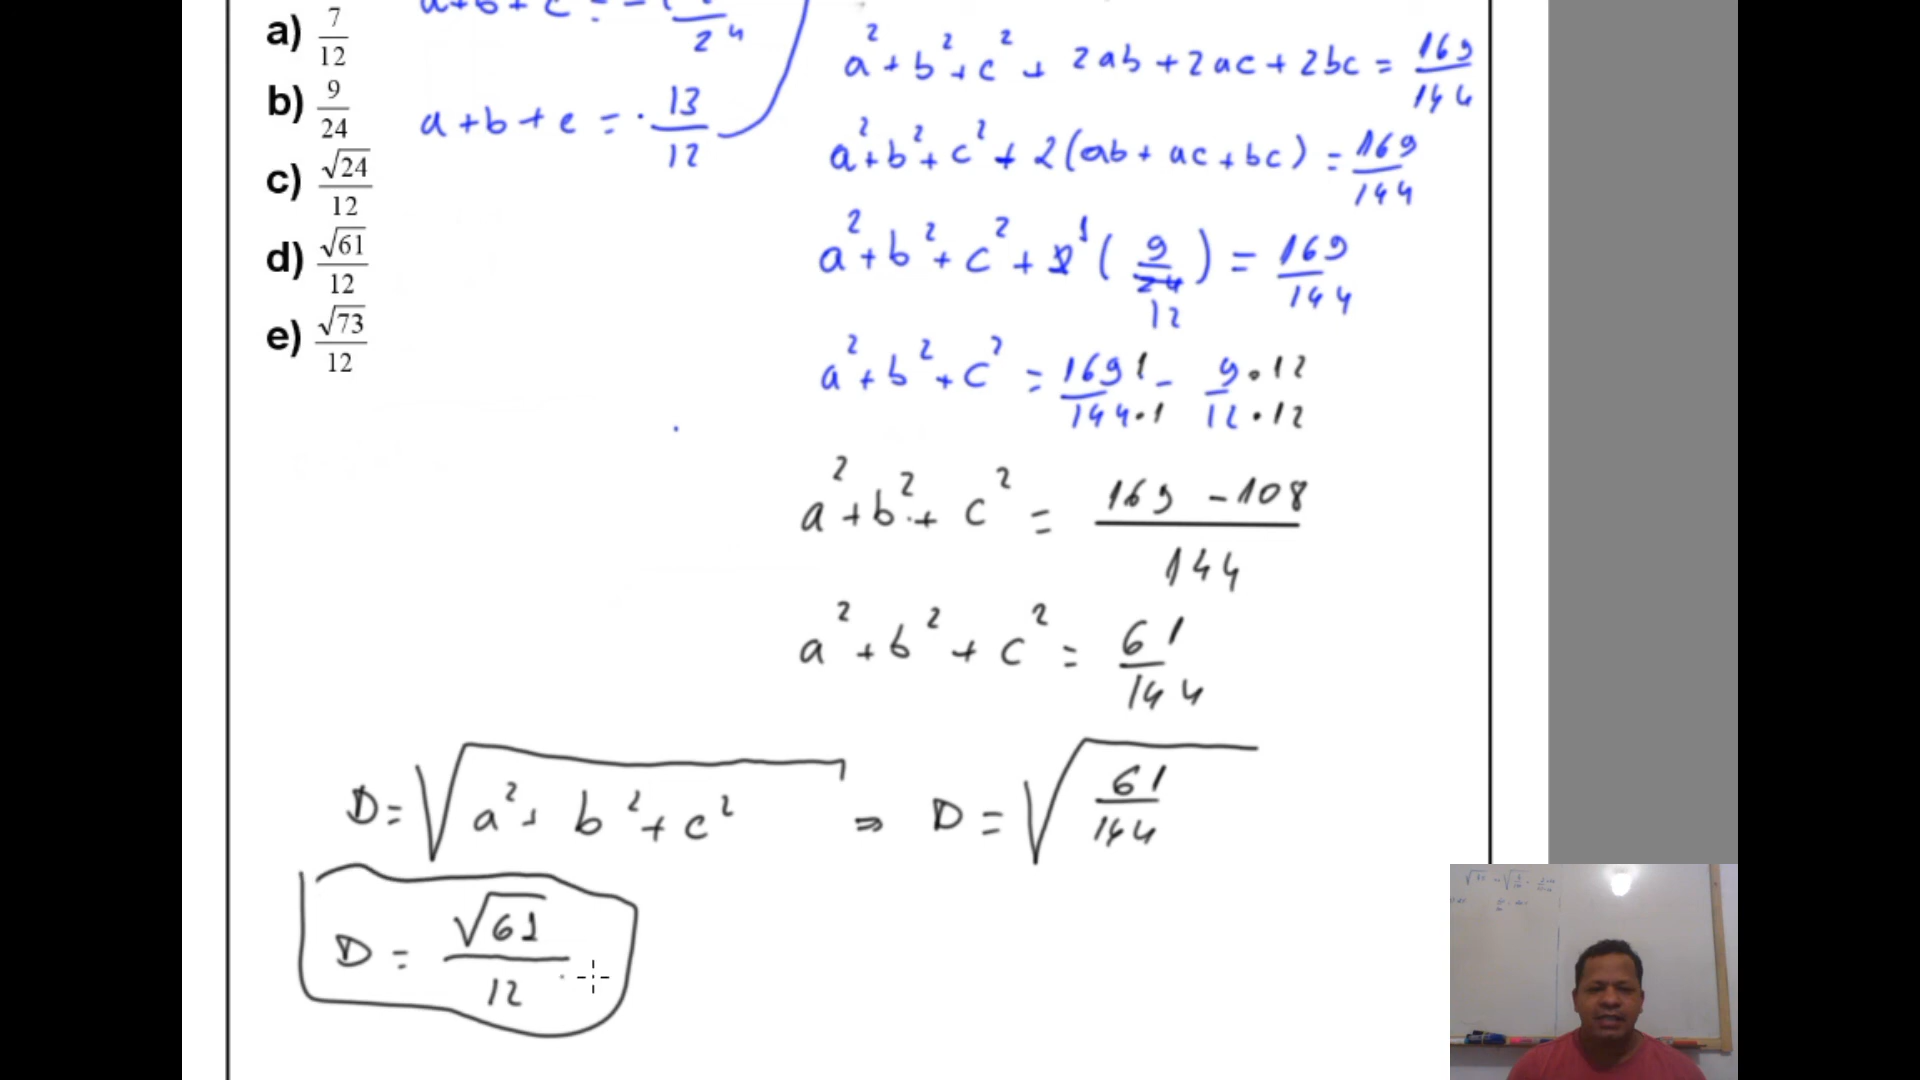 a) 7/12
b) 9/24
c) √24/12
d) √61/12
e) √73/12
a+b+c = -
24
a+b+c = 13/12
a²+b²+c²+ 2ab+2ac+2bc = 169/144
a²+b²+c²+2(ab+ac+bc) = 169/144
a²+b²+c²+2¹(9/24) = 169/144
12
a²+b²+c² = 169·1/144·1 - 9·12/12·12
a²+b²+c² = 169-108/144
a²+b²+c² = 61/144
D=√a²+b²+c² ⇒ D=√61/144
D=√61/12